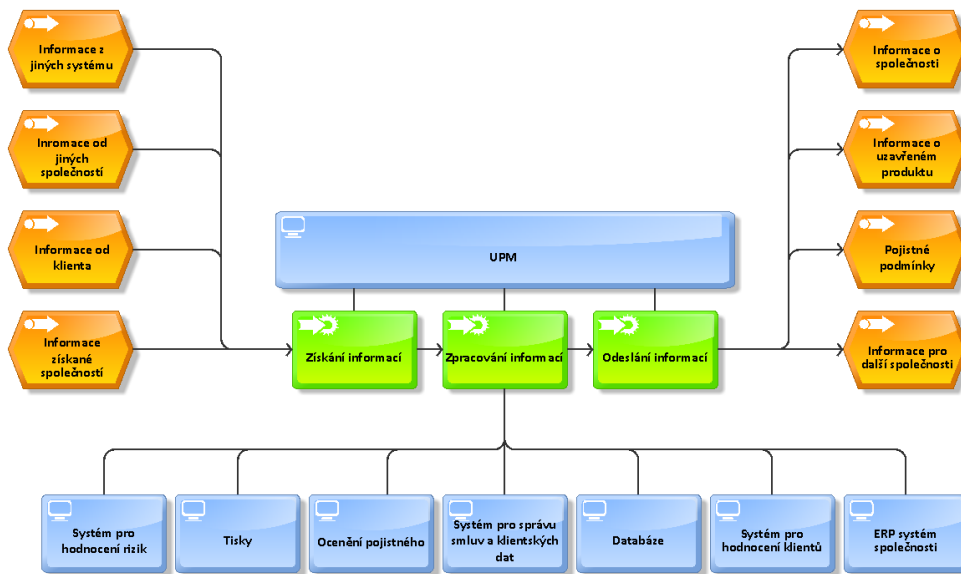 Informace z
jiných systému
Inromace od
jiných
společností
Informace od
klienta
Informace
získané
společností
UPM
Získání informací
Zpracování informací
Odeslání informací
Informace o
společnosti
Informace o
uzavřeném
produktu
Pojistné
podmínky
Informace pro
další společnosti
Systém pro
hodnocení rizik
Tisky
Ocenění pojistného
Systém pro správu
smluv a klientských
dat
Databáze
Systém pro
hodnocení klientů
ERP systém
společnosti